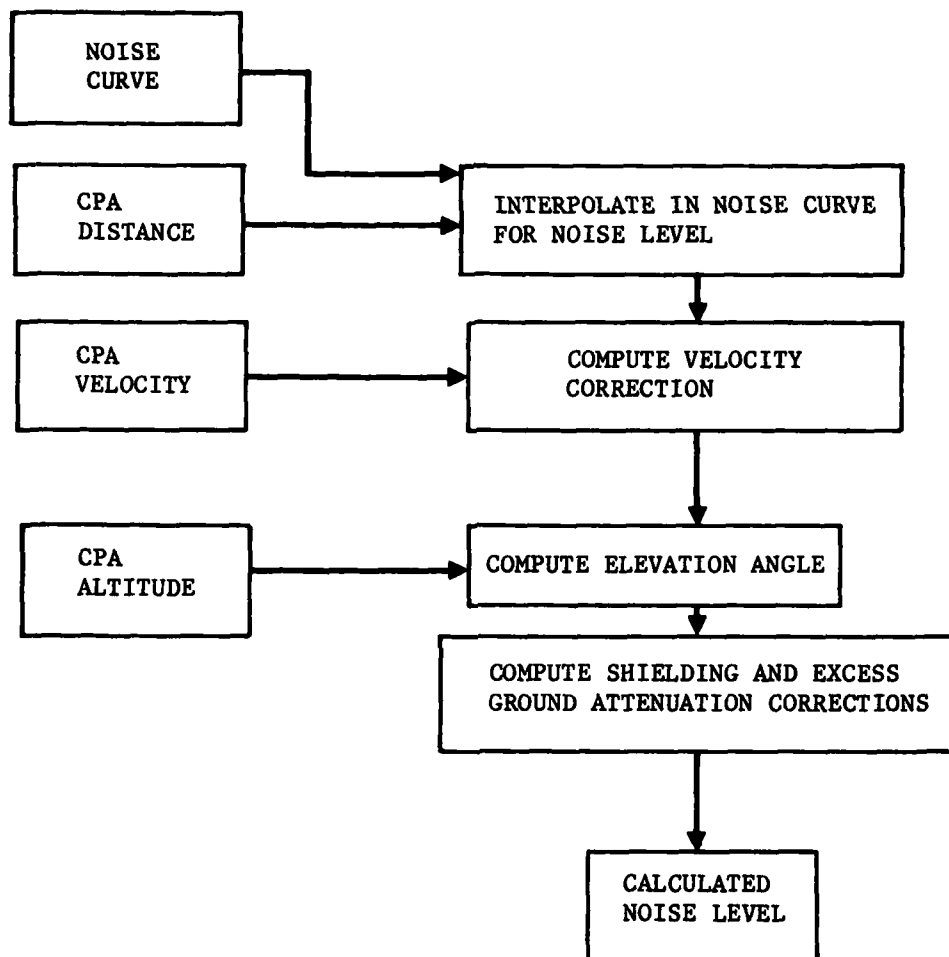 NOISE
CURVE
CPA
DISTANCE
INTERPOLATE IN NOISE CURVE
FOR NOISE LEVEL
CPA
VELOCITY
COMPUTE VELOCITY
CORRECTION
CPA
ALTITUDE
COMPUTE ELEVATION ANGLE
COMPUTE SHIELDING AND EXCESS
GROUND ATTENUATION CORRECTIONS
CALCULATED
NOISE LEVEL